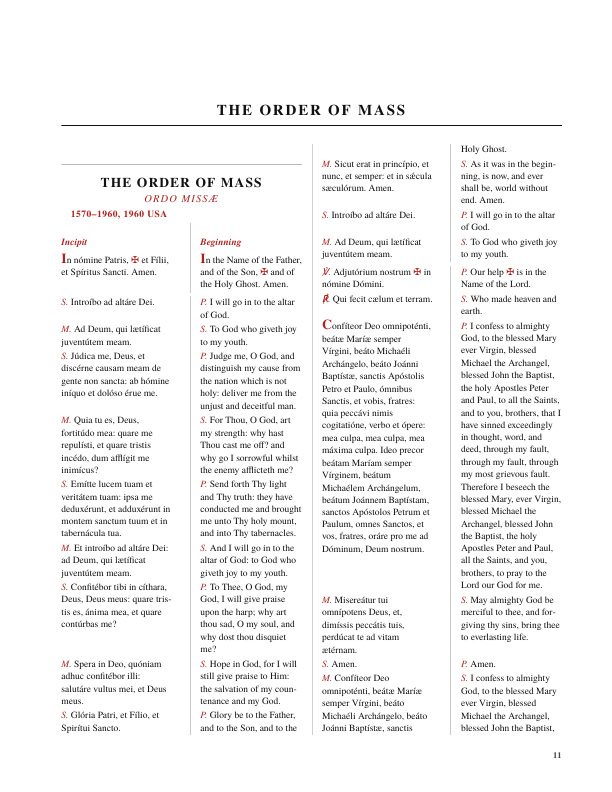 THE ORDER OF MASS
THE ORDER OF MASS
ORDO MISSÆ
1570–1960, 1960 USA
Incipit
In nómine Patris, ✠ et Fílii,
et Spíritus Sancti. Amen.
S. Introíbo ad altáre Dei.
M. Ad Deum, qui lætíficat
juventútem meam.
S. Júdica me, Deus, et
discérne causam meam de
gente non sancta: ab hómine
iníquo et dolóso érue me.
M. Quia tu es, Deus,
fortitúdo mea: quare me
repulísti, et quare tristis
incédo, dum afflígit me
inimícus?
S. Emítte lucem tuam et
veritátem tuam: ipsa me
deduxérunt, et adduxérunt in
montem sanctum tuum et in
tabernácula tua.
M. Et introíbo ad altáre Dei:
ad Deum, qui lætíficat
juventútem meam.
S. Confitébor tibi in cíthara,
Deus, Deus meus: quare tris-
tis es, ánima mea, et quare
contúrbas me?
M. Spera in Deo, quóniam
adhuc confitébor illi:
salutáre vultus mei, et Deus
meus.
S. Glória Patri, et Fílio, et
Spirítui Sancto.
Beginning
In the Name of the Father,
and of the Son, ✠ and of
the Holy Ghost. Amen.
P. I will go in to the altar
of God.
S. To God who giveth joy
to my youth.
P. Judge me, O God, and
distinguish my cause from
the nation which is not
holy: deliver me from the
unjust and deceitful man.
S. For Thou, O God, art
my strength: why hast
Thou cast me off? and
why go I sorrowful whilst
the enemy afflicteth me?
P. Send forth Thy light
and Thy truth: they have
conducted me and brought
me unto Thy holy mount,
and into Thy tabernacles.
S. And I will go in to the
altar of God: to God who
giveth joy to my youth.
P. To Thee, O God, my
God, I will give praise
upon the harp; why art
thou sad, O my soul, and
why dost thou disquiet
me?
S. Hope in God, for I will
still give praise to Him:
the salvation of my coun-
tenance and my God.
P. Glory be to the Father,
and to the Son, and to the
M. Sicut erat in princípio, et
nunc, et semper: et in sǽcula
sæculórum. Amen.
S. Introíbo ad altáre Dei.
M. Ad Deum, qui lætíficat
juventútem meam.
℣. Adjutórium nostrum ✠ in
nómine Dómini.
℟. Qui fecit cælum et terram.
Confíteor Deo omnipoténti,
beátæ Maríæ semper
Vírgini, beáto Michaéli
Archángelo, beáto Joánni
Baptístæ, sanctis Apóstolis
Petro et Paulo, ómnibus
Sanctis, et vobis, fratres:
quia peccávi nimis
cogitatióne, verbo et ópere:
mea culpa, mea culpa, mea
máxima culpa. Ideo precor
beátam Maríam semper
Vírginem, beátum
Michaélem Archángelum,
beátum Joánnem Baptístam,
sanctos Apóstolos Petrum et
Paulum, omnes Sanctos, et
vos, fratres, oráre pro me ad
Dóminum, Deum nostrum.
M. Misereátur tui
omnípotens Deus, et,
dimíssis peccátis tuis,
perdúcat te ad vitam
ætérnam.
S. Amen.
M. Confíteor Deo
omnipoténti, beátæ Maríæ
semper Vírgini, beáto
Michaéli Archángelo, beáto
Joánni Baptístæ, sanctis
Holy Ghost.
S. As it was in the begin-
ning, is now, and ever
shall be, world without
end. Amen.
P. I will go in to the altar
of God.
S. To God who giveth joy
to my youth.
P. Our help ✠ is in the
Name of the Lord.
S. Who made heaven and
earth.
P. I confess to almighty
God, to the blessed Mary
ever Virgin, blessed
Michael the Archangel,
blessed John the Baptist,
the holy Apostles Peter
and Paul, to all the Saints,
and to you, brothers, that I
have sinned exceedingly
in thought, word, and
deed, through my fault,
through my fault, through
my most grievous fault.
Therefore I beseech the
blessed Mary, ever Virgin,
blessed Michael the
Archangel, blessed John
the Baptist, the holy
Apostles Peter and Paul,
all the Saints, and you,
brothers, to pray to the
Lord our God for me.
S. May almighty God be
merciful to thee, and for-
giving thy sins, bring thee
to everlasting life.
P. Amen.
S. I confess to almighty
God, to the blessed Mary
ever Virgin, blessed
Michael the Archangel,
blessed John the Baptist,
11